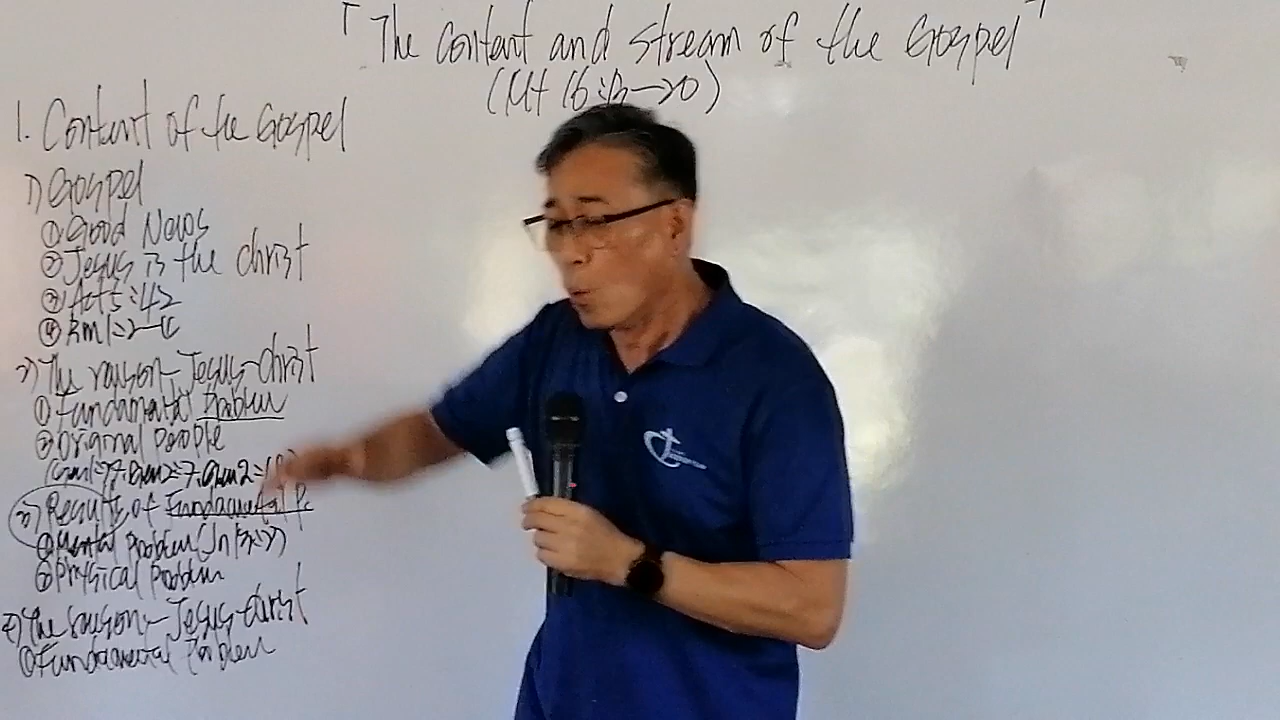 「The Content and Stream of the Gospel」
(Mt 16:13→20)
1. Content of the Gospel
1) Gospel
① Good News
② Jesus is the christ
③ Act 5:42
④ Rm 1:2-4
2) The reason - Jesus - christ
① Fundamental Problem
② Original people
③ Results of Fundamental P
① Mental Problem (Jn 13:2)
② Physical Problem
The reason - Jesus - christ
① Fundamental Problem